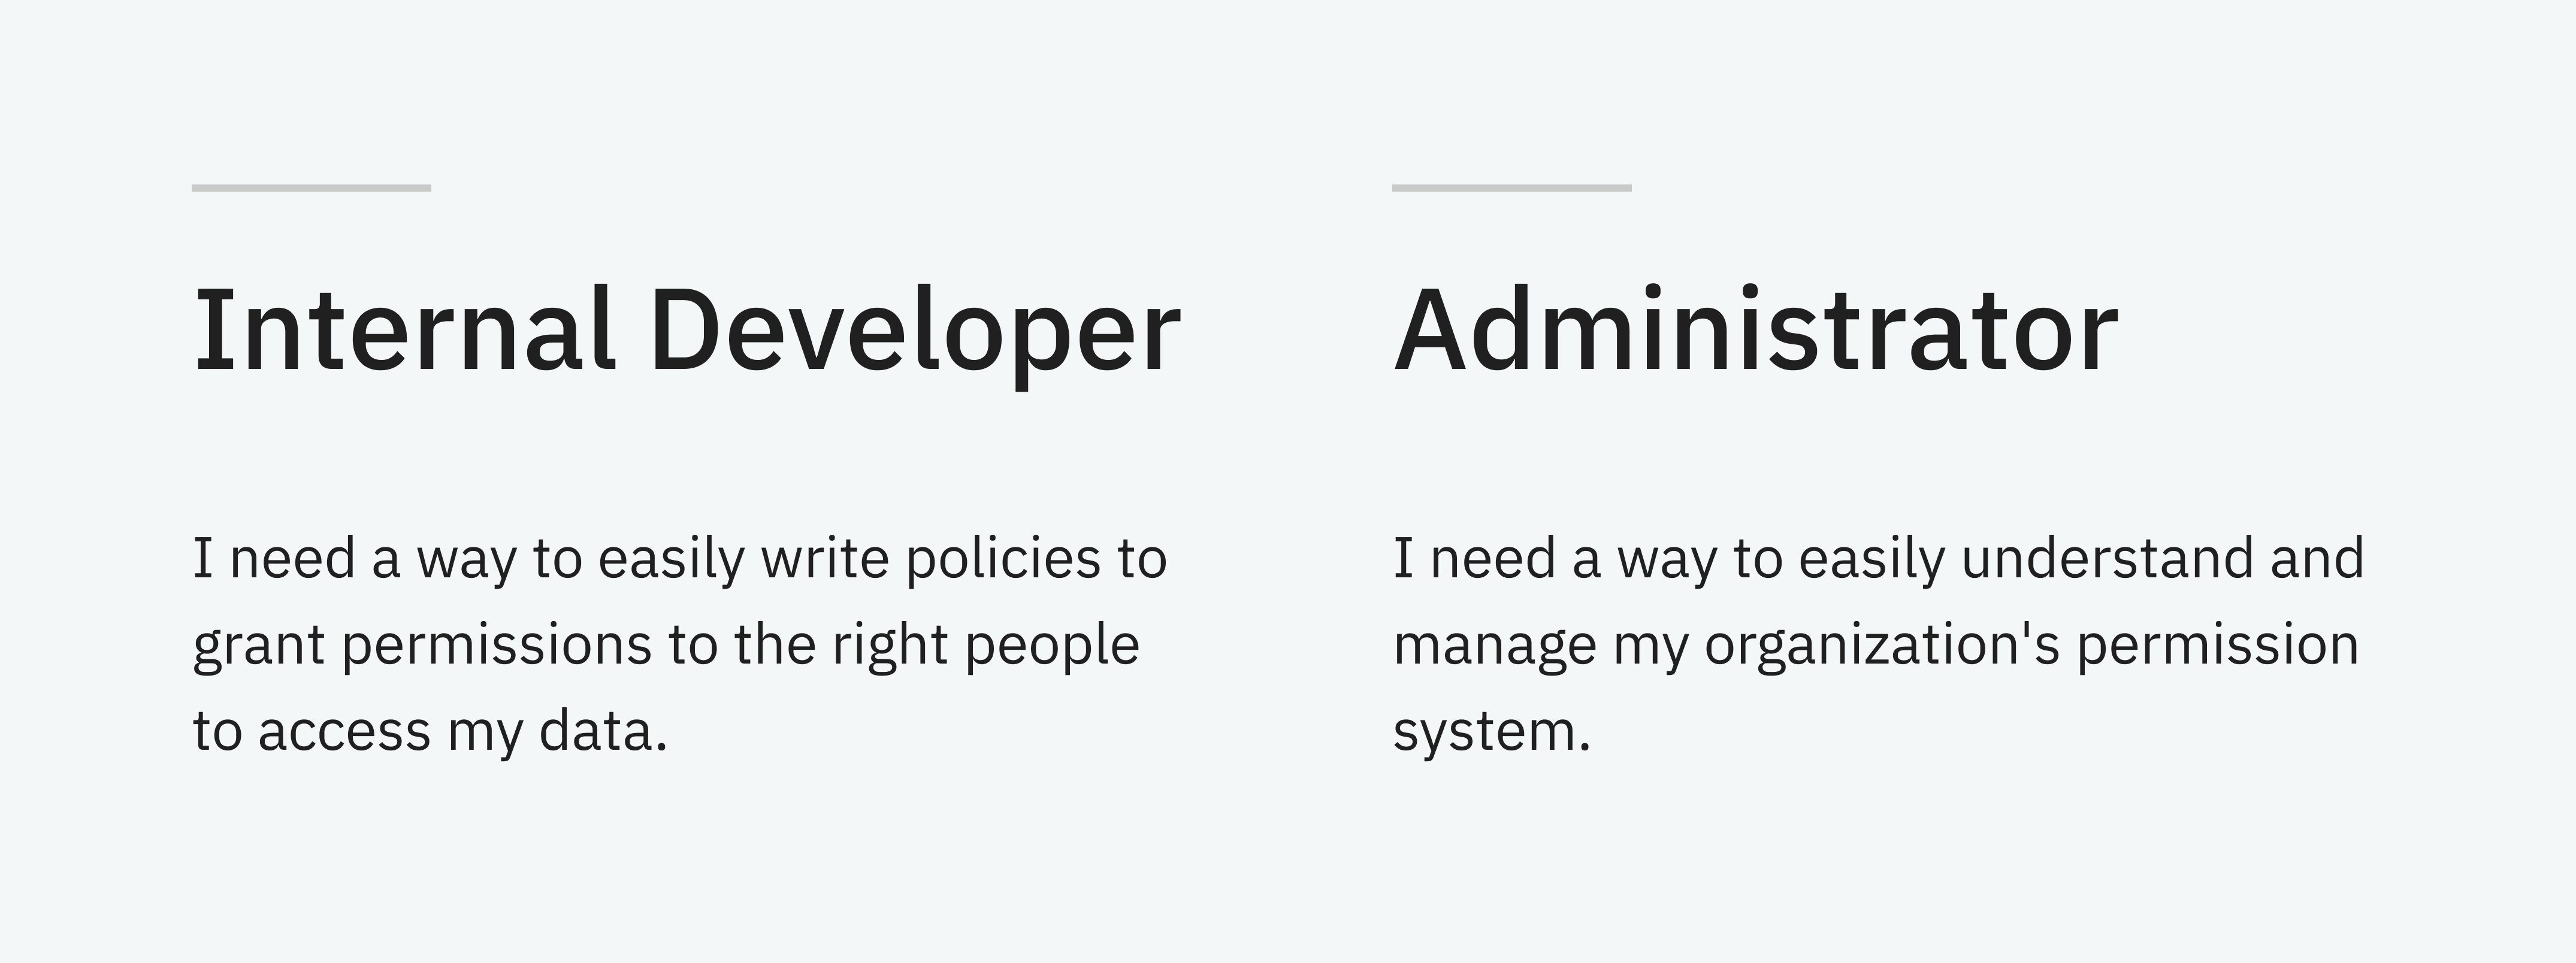 Internal Developer
I need a way to easily write policies to
grant permissions to the right people
to access my data.
Administrator
I need a way to easily understand and
manage my organization's permission
system.